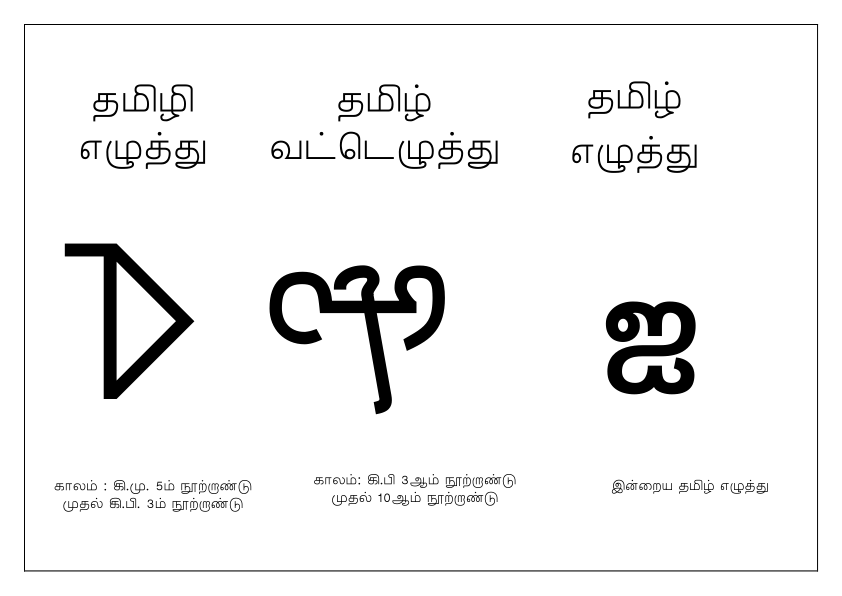 தமிழி
எழுத்து
தமிழ்
வட்டெழுத்து
தமிழ்
எழுத்து
ஐ
காலம் : கி.மு. 5ம் நூற்றாண்டு
முதல் கி.பி. 3ம் நூற்றாண்டு
காலம்: கி.பி 3ஆம் நூற்றாண்டு
முதல் 10ஆம் நூற்றாண்டு
இன்றைய தமிழ் எழுத்து